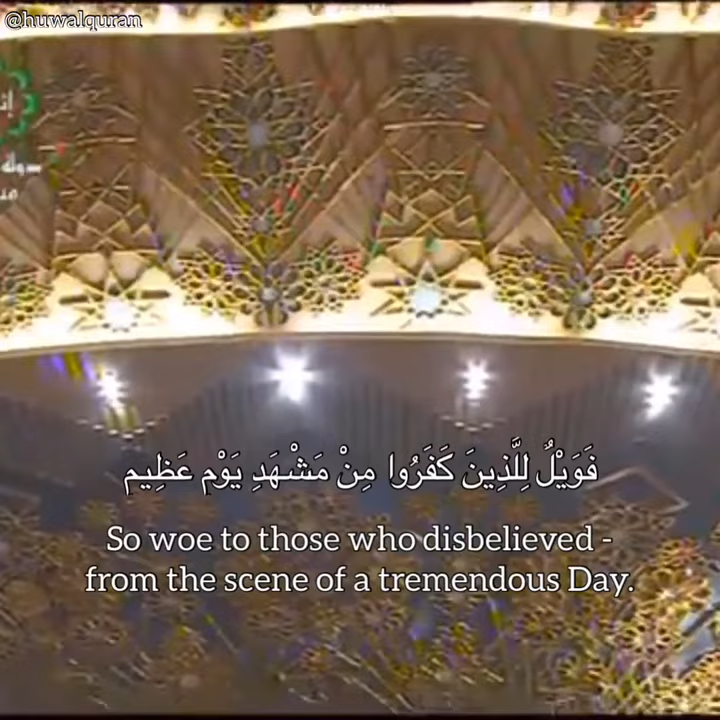 @huwalquran
فَوَيْلٌ لِلَّذِينَ كَفَرُوا مِنْ مَشْهَدِ يَوْم عَظِيم
So woe to those who disbelieved -
from the scene of a tremendous Day.